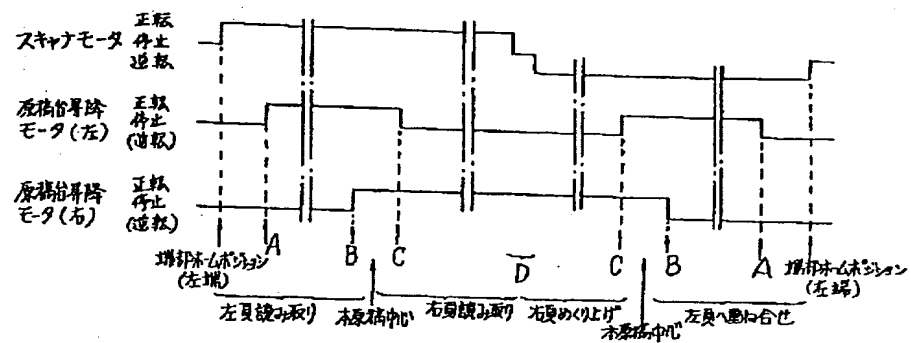 スキャナモータ
正転
停止
逆転
原稿台昇降
モータ(左)
正転
停止
(逆転)
原稿台昇降
モータ(右)
正転
停止
(逆転)
A
B
C
D
C
B
A
端部ホームポジション
(左端)
端部ホームポジション
(左端)
左頁読み取り
本原稿中心
右頁読み取り
右頁めくり上げ
本原稿中心
左頁へ重ね合せ